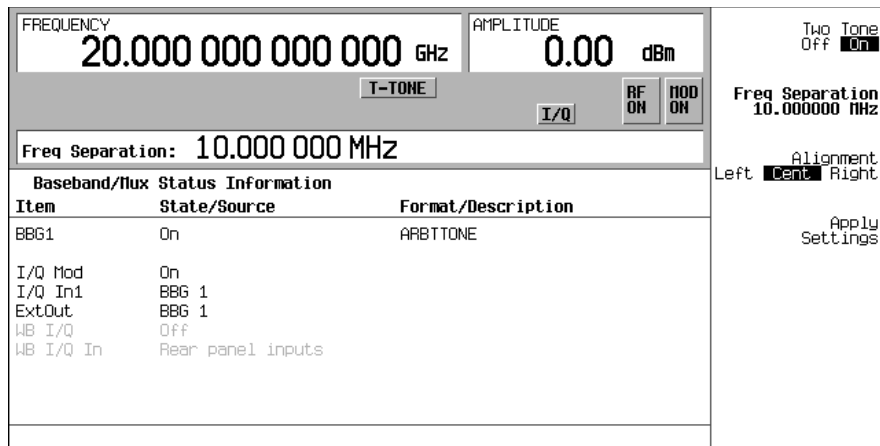 FREQUENCY
20.000 000 000 000 GHz
AMPLITUDE
0.00 dBm
T-TONE
I/Q
RF ON
MOD ON
Freq Separation: 10.000 000 MHz
Baseband/Mux Status Information
Item State/Source Format/Description
BBG1 On ARBTTONE
I/Q Mod On
I/Q In1 BBG 1
ExtOut BBG 1
WB I/Q Off
WB I/Q In Rear panel inputs
Two Tone
Off On
Freq Separation
10.000000 MHz
Alignment
Left Cent Right
Apply
Settings